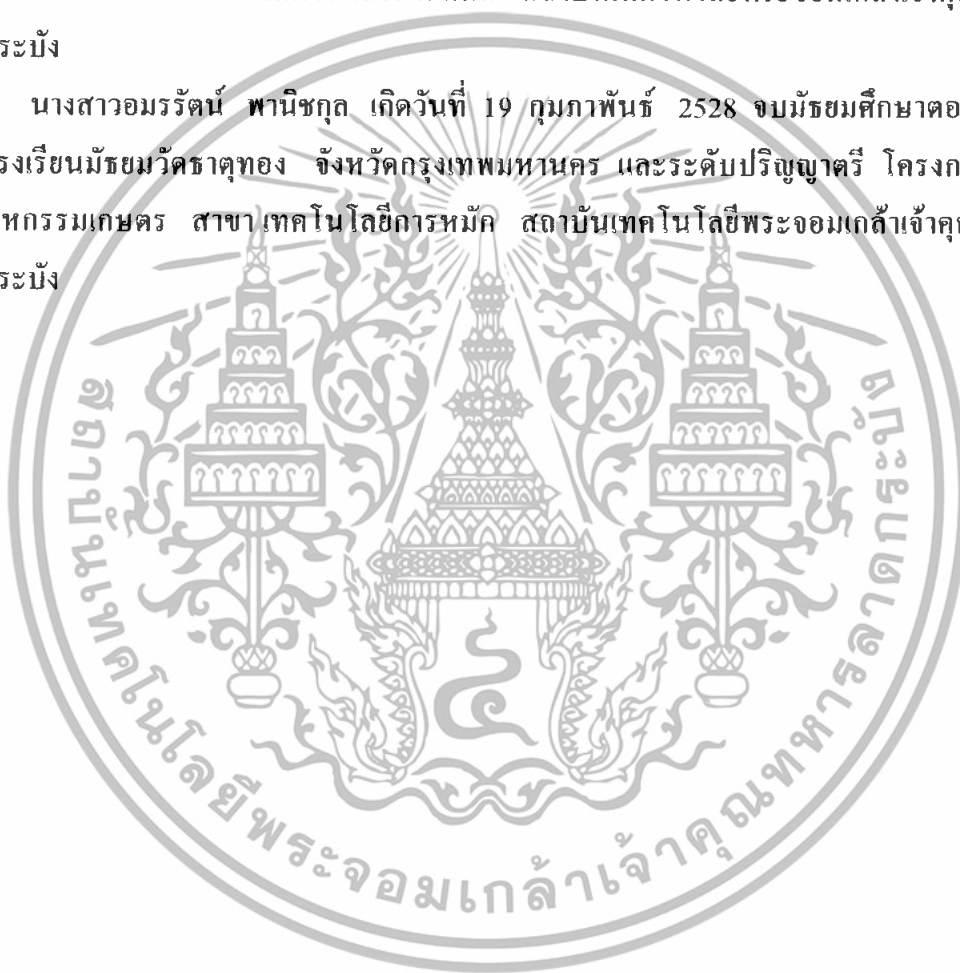 ระบัง
นางสาวอมรรัตน์ พานิชกุล เกิดวันที่ 19 กุมภาพันธ์ 2528 จบมัธยมศึกษาตอ
รงเรียนมัธยมวัดธาตุทอง จังหวัดกรุงเทพมหานคร และระดับปริญญาตรี โครงก
หกรรมเกษตร สาขาเทคโนโลยีการหมัก สถาบันเทคโนโลยีพระจอมเกล้าเจ้าคุ
ระบัง
สถาบันเทคโนโลยีพระจอมเกล้าเจ้าคุณทหารลาดกระบัง
๔